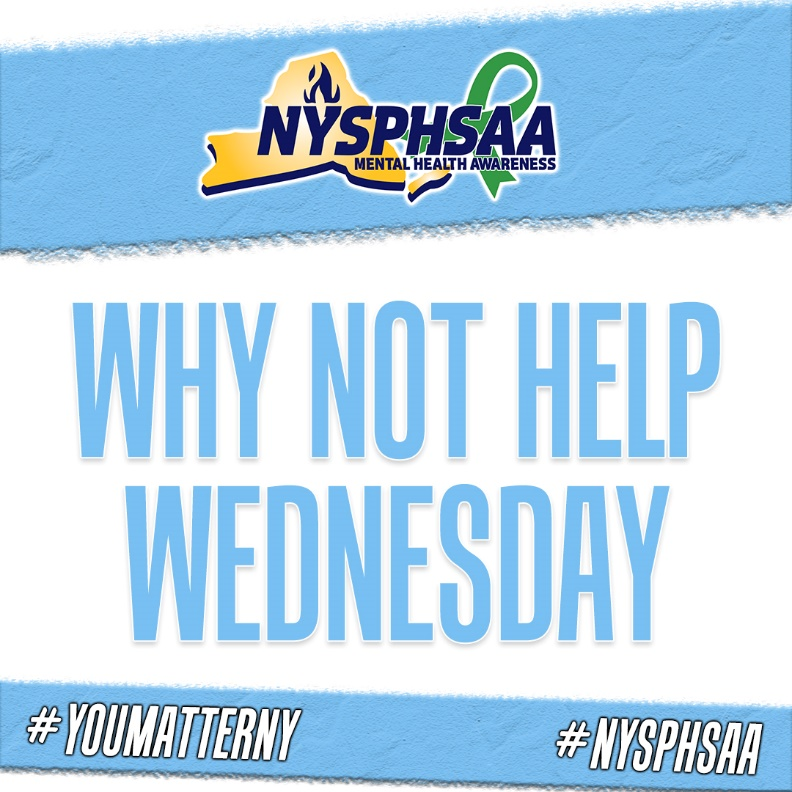 NYSPHSAA
MENTAL HEALTH AWARENESS
WHY NOT HELP
WEDNESDAY
#YOUMATTERNY
#NYSPHSAA